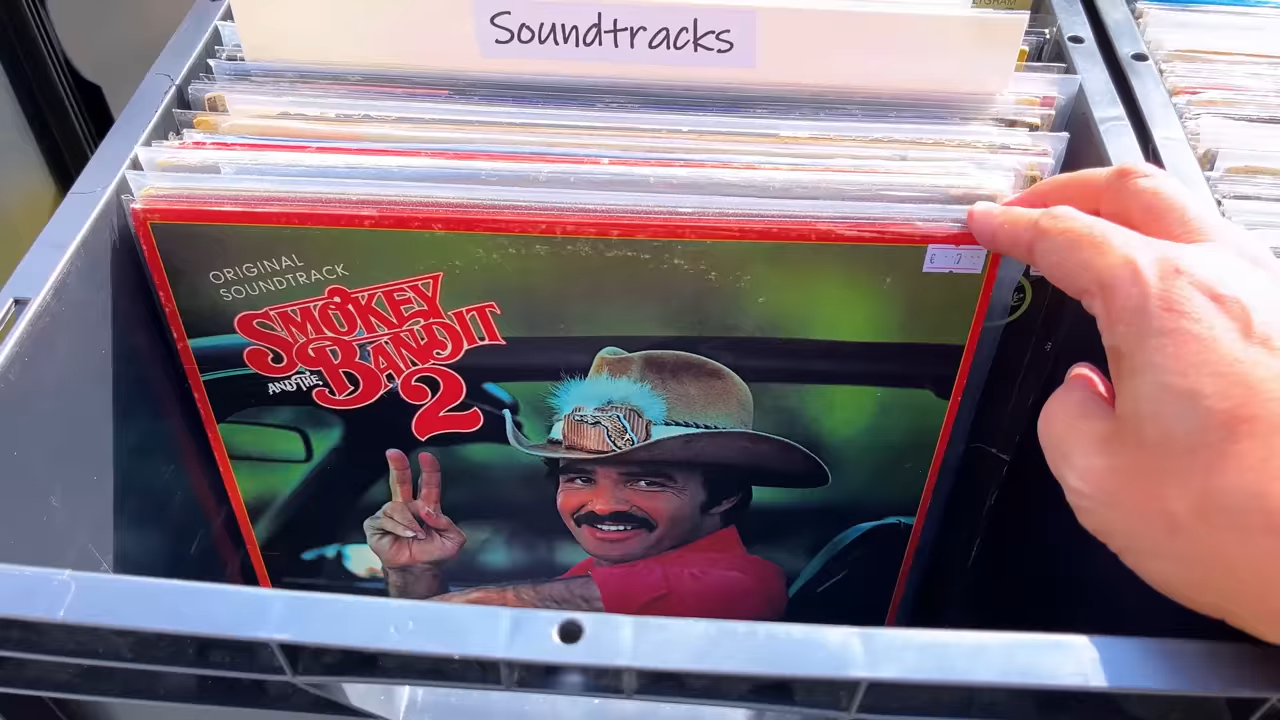 Soundtracks
ORIGINAL
SOUNDTRACK
SMOKEY
AND THE BANDIT
2